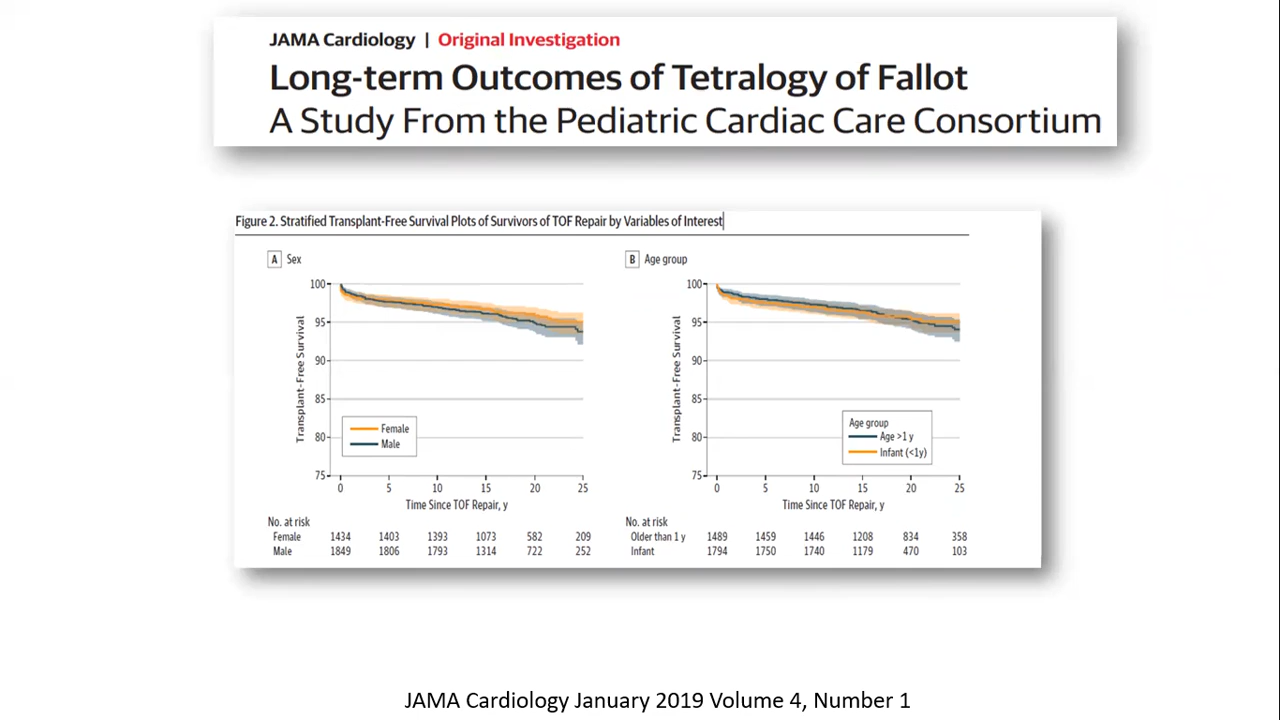 JAMA Cardiology | Original Investigation
Long-term Outcomes of Tetralogy of Fallot
A Study From the Pediatric Cardiac Care Consortium
Figure 2. Stratified Transplant-Free Survival Plots of Survivors of TOF Repair by Variables of Interest
A Sex
100
95
90
85
80
75
Transplant-Free Survival
Female
Male
0 5 10 15 20 25
Time Since TOF Repair, y
No. at risk
Female 1434 1403 1393 1073 582 209
Male 1849 1806 1793 1314 722 252
B Age group
100
95
90
85
80
75
Transplant-Free Survival
Age group
Age >1 y
Infant (<1y)
0 5 10 15 20 25
Time Since TOF Repair, y
No. at risk
Older than 1 y 1489 1459 1446 1208 834 358
Infant 1794 1750 1740 1179 470 103
JAMA Cardiology January 2019 Volume 4, Number 1